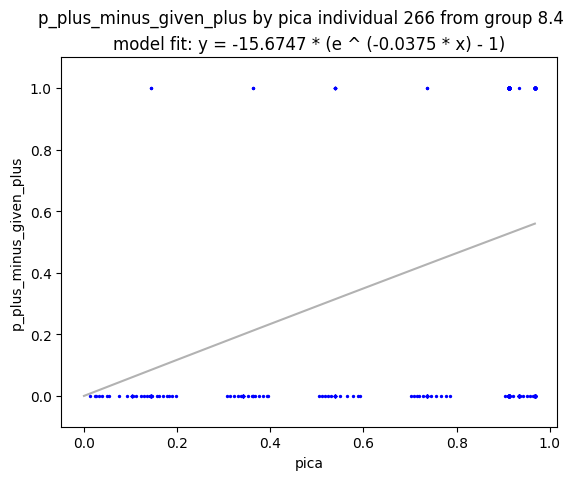 p_plus_minus_given_plus by pica individual 266 from group 8.4
model fit: y = -15.6747 * (e ^ (-0.0375 * x) - 1)
p_plus_minus_given_plus
1.0
0.8
0.6
0.4
0.2
0.0
0.0 0.2 0.4 0.6 0.8 1.0
pica